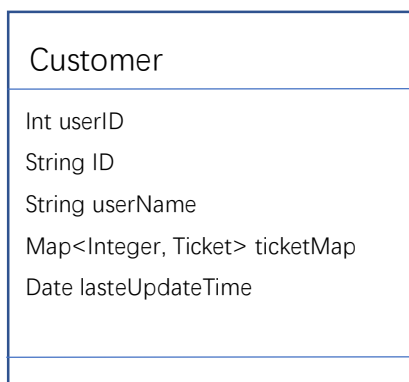 Customer
Int userID
String ID
String userName
Map<Integer, Ticket> ticketMap
Date lasteUpdateTime